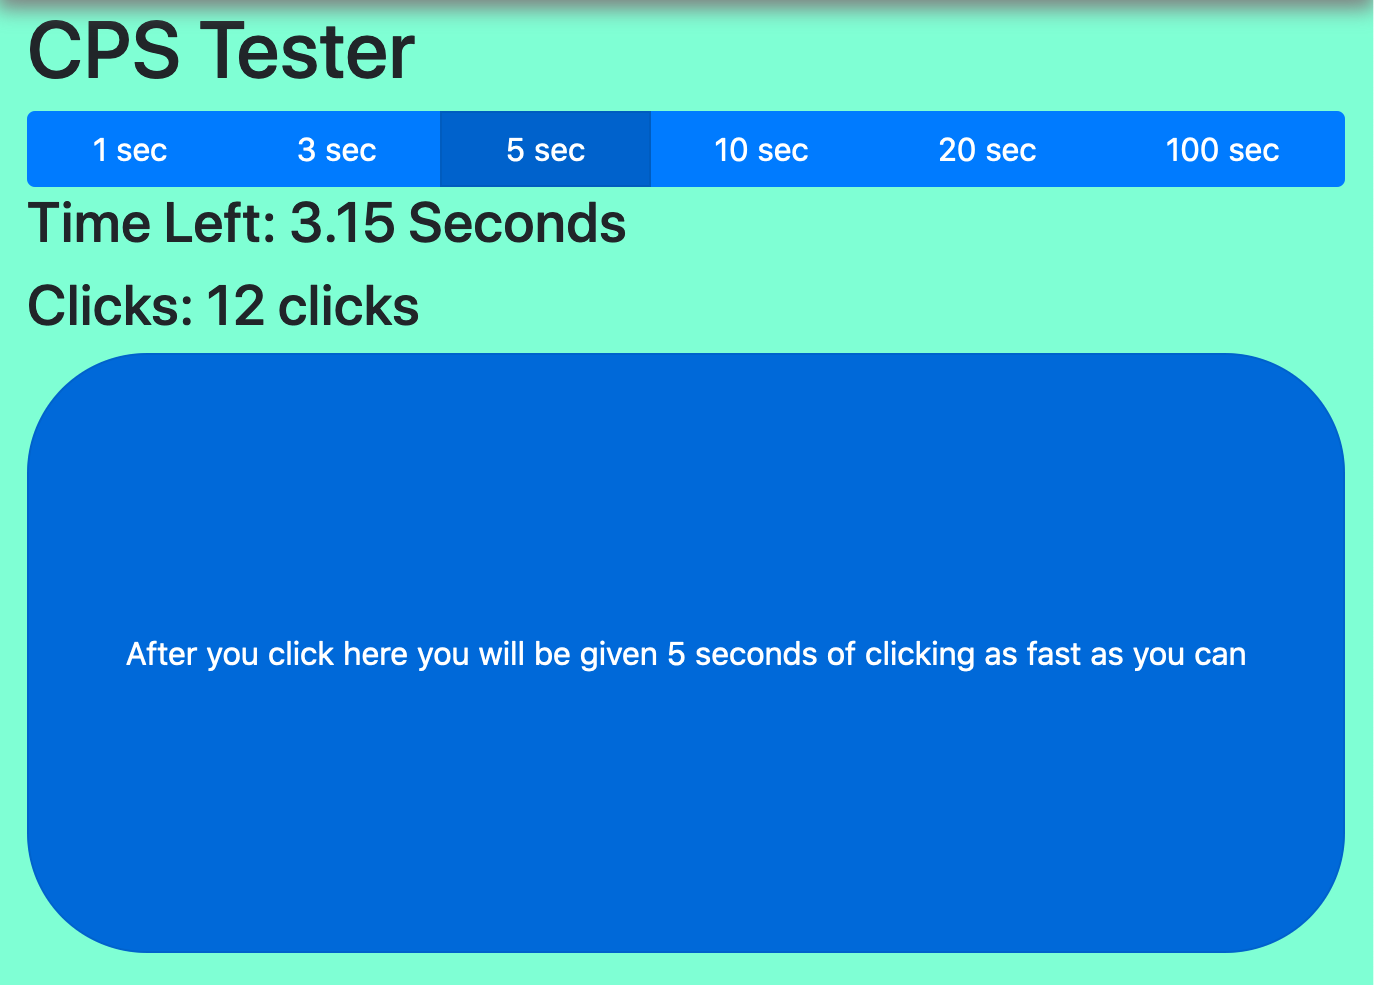 CPS Tester
1 sec 3 sec 5 sec 10 sec 20 sec 100 sec
Time Left: 3.15 Seconds
Clicks: 12 clicks
After you click here you will be given 5 seconds of clicking as fast as you can